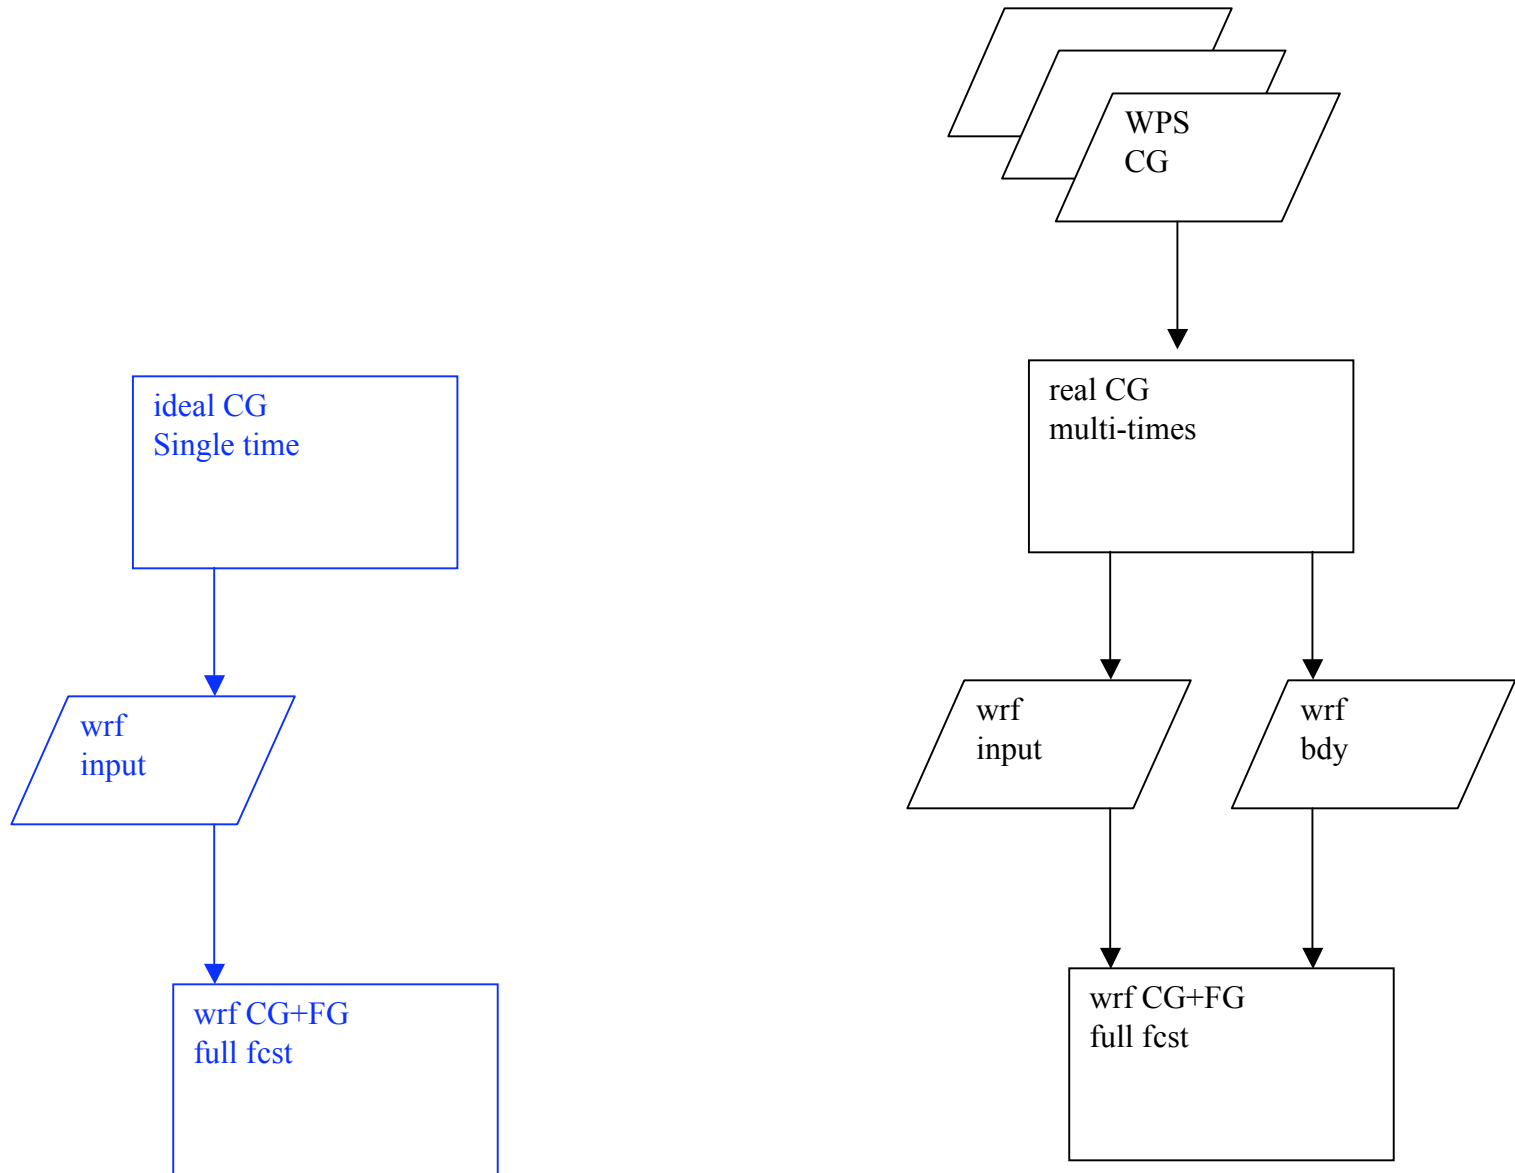 WPS
CG
ideal CG
Single time
real CG
multi-times
wrf
input
wrf
input
wrf
bdy
wrf CG+FG
full fcst
wrf CG+FG
full fcst